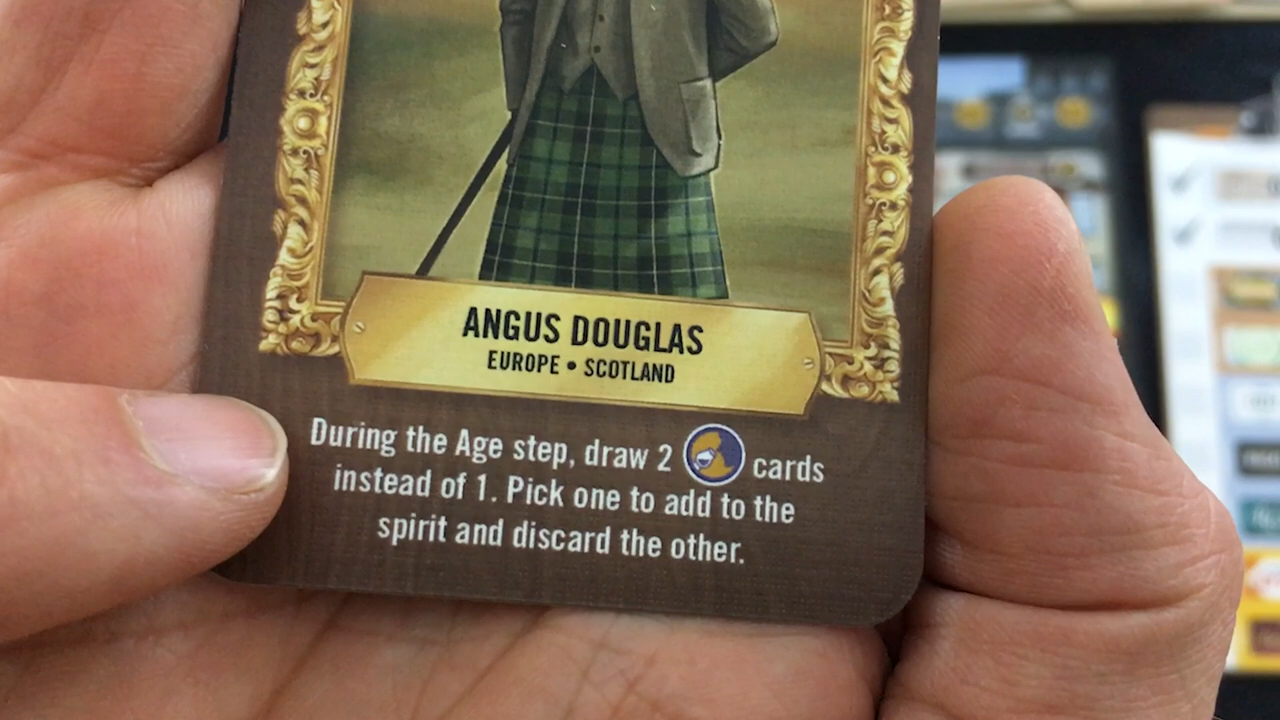 ANGUS DOUGLAS
EUROPE • SCOTLAND
During the Age step, draw 2 cards
instead of 1. Pick one to add to the
spirit and discard the other.